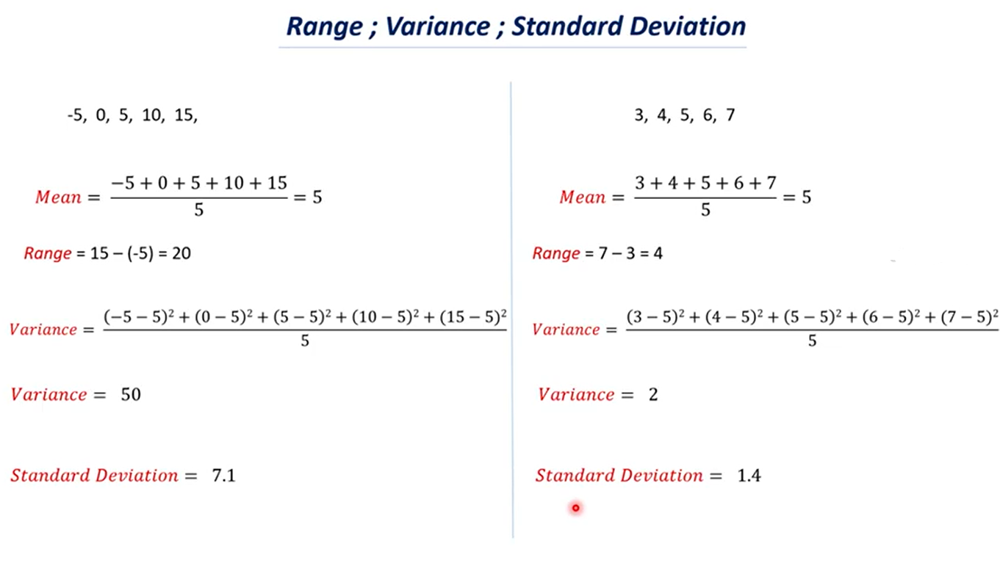 Range ; Variance ; Standard Deviation
-5, 0, 5, 10, 15,
Mean = (−5 + 0 + 5 + 10 + 15)/5 = 5
Range = 15 – (-5) = 20
Variance = ((−5 − 5)² + (0 − 5)² + (5 − 5)² + (10 − 5)² + (15 − 5)²)/5
Variance = 50
Standard Deviation = 7.1
3, 4, 5, 6, 7
Mean = (3 + 4 + 5 + 6 + 7)/5 = 5
Range = 7 – 3 = 4
Variance = ((3 − 5)² + (4 − 5)² + (5 − 5)² + (6 − 5)² + (7 − 5)²)/5
Variance = 2
Standard Deviation = 1.4